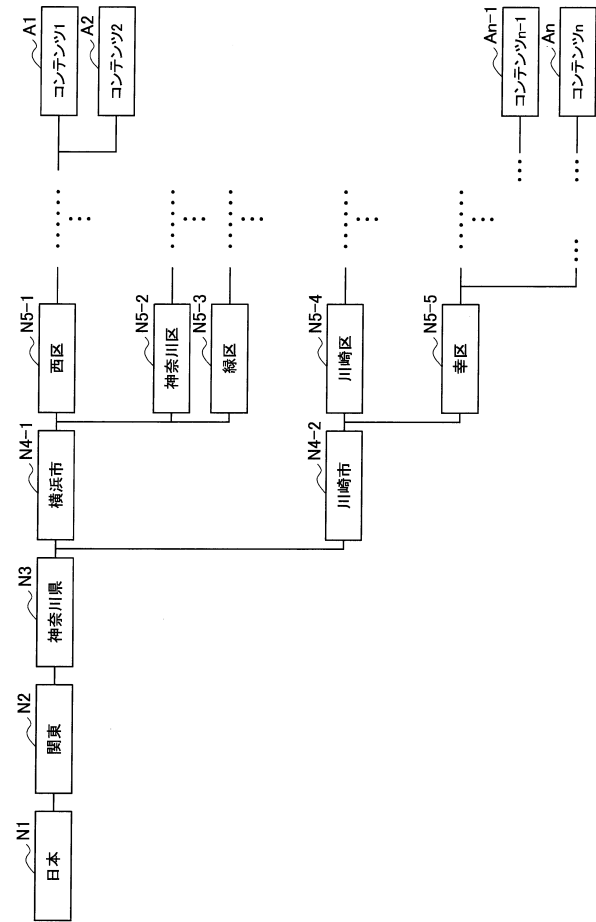 N1
日本
N2
関東
N3
神奈川県
N4-1
横浜市
N5-1
西区
N5-2
神奈川区
N5-3
緑区
N4-2
川崎市
N5-4
川崎区
N5-5
幸区
A1
コンテンツ1
A2
コンテンツ2
An-1
コンテンツn-1
An
コンテンツn